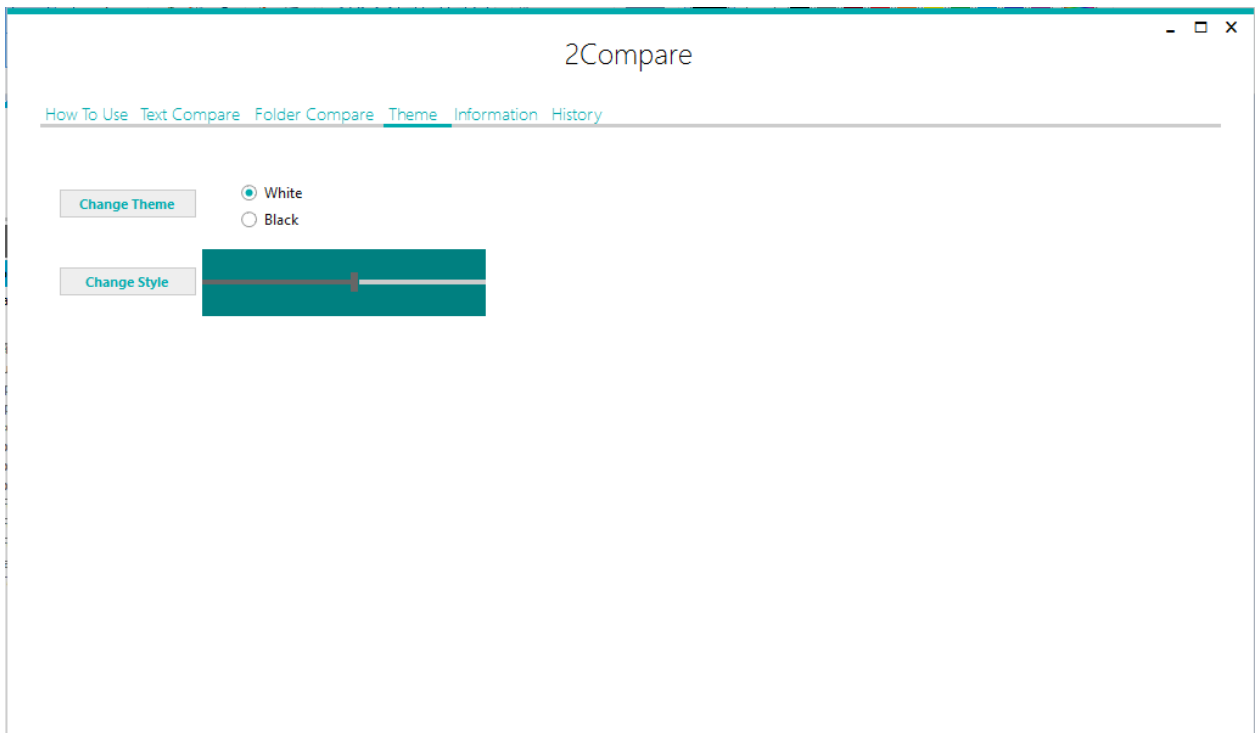 2Compare
How To Use Text Compare Folder Compare Theme Information History
Change Theme
White
Black
Change Style